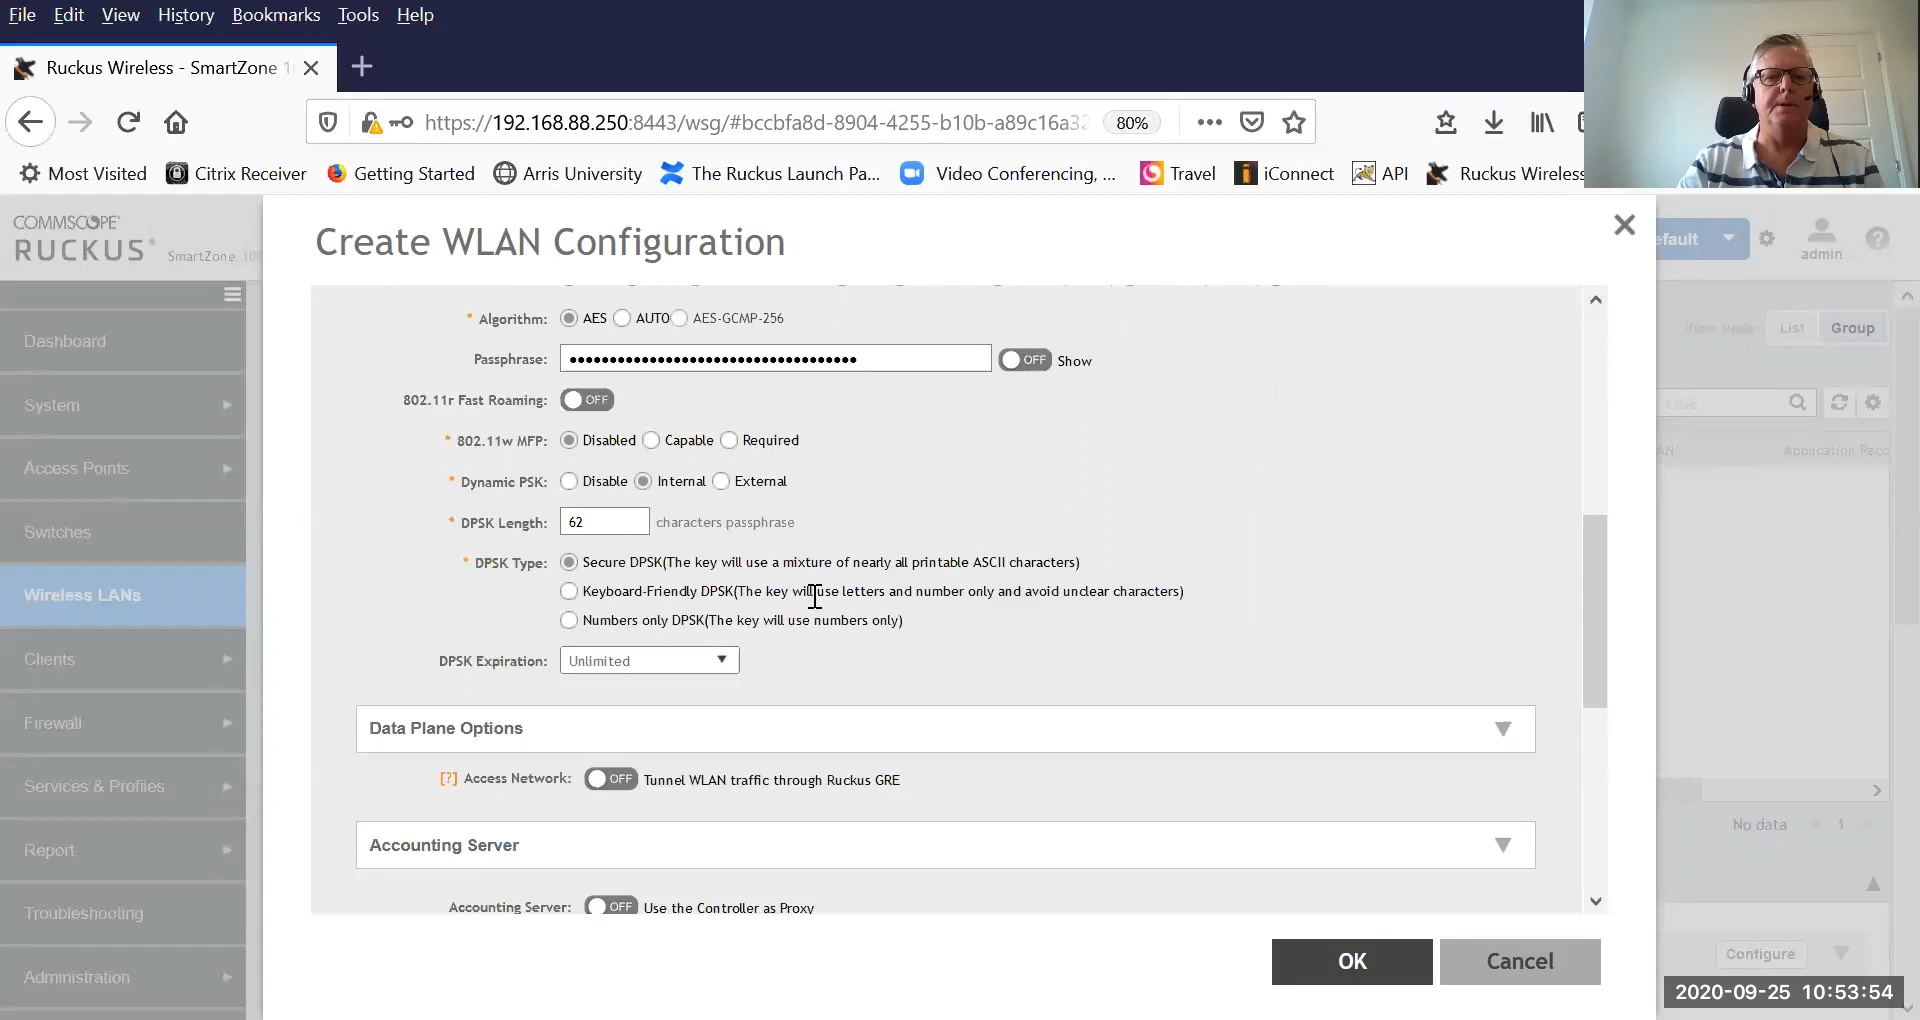 File Edit View History Bookmarks Tools Help
Ruckus Wireless - SmartZone 1
https://192.168.88.250:8443/wsg/#bccbfa8d-8904-4255-b10b-a89c16a32 80%
Most Visited Citrix Receiver Getting Started Arris University The Ruckus Launch Pa... Video Conferencing, ... Travel iConnect API Ruckus Wireless
COMMSCOPE
RUCKUS SmartZone
Create WLAN Configuration
efault
admin
Dashboard
System
Access Points
Switches
Wireless LANs
Clients
Firewall
Services & Profiles
Report
Troubleshooting
Administration
* Algorithm: AES AUTO AES-GCMP-256
Passphrase: •••••••••••••••••••••••••••••••••••• OFF Show
802.11r Fast Roaming: OFF
* 802.11w MFP: Disabled Capable Required
* Dynamic PSK: Disable Internal External
* DPSK Length: 62 characters passphrase
* DPSK Type: Secure DPSK(The key will use a mixture of nearly all printable ASCII characters)
Keyboard-Friendly DPSK(The key will use letters and number only and avoid unclear characters)
Numbers only DPSK(The key will use numbers only)
DPSK Expiration: Unlimited
Data Plane Options
[?] Access Network: OFF Tunnel WLAN traffic through Ruckus GRE
Accounting Server
Accounting Server: OFF Use the Controller as Proxy
OK Cancel
View Mode: List Group
Application Reco
No data 1
Configure
2020-09-25 10:53:54